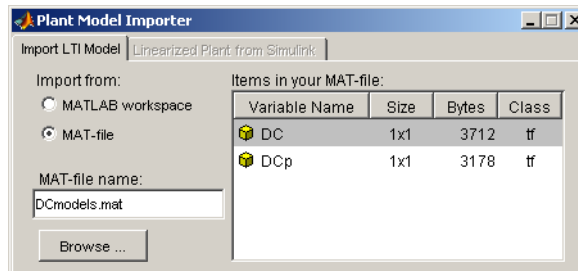 Plant Model Importer
Import LTI Model Linearized Plant from Simulink
Import from:
MATLAB workspace
MAT-file
MAT-file name:
DCmodels.mat
Browse ...
Items in your MAT-file:
Variable Name Size Bytes Class
DC 1x1 3712 tf
DCp 1x1 3178 tf